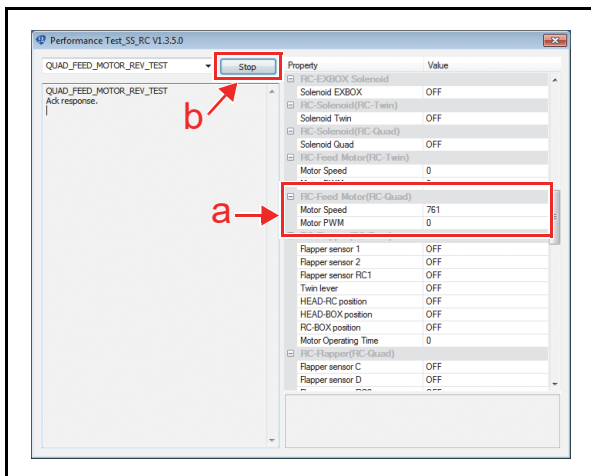 Performance Test_SS_RC V1.3.5.0
QUAD_FEED_MOTOR_REV_TEST
Stop
QUAD_FEED_MOTOR_REV_TEST
Ack response.
b
a
Property Value
RC-EXBOX Solenoid
Solenoid EXBOX OFF
RC-Solenoid(RC-Twin)
Solenoid Twin OFF
RC-Solenoid(RC-Quad)
Solenoid Quad OFF
RC-Feed Motor(RC-Twin)
Motor Speed 0
RC-Feed Motor(RC-Quad)
Motor Speed 761
Motor PWM 0
Flapper sensor 1 OFF
Flapper sensor 2 OFF
Flapper sensor RC1 OFF
Twin lever OFF
HEAD-RC position OFF
HEAD-BOX position OFF
RC-BOX position OFF
Motor Operating Time 0
RC-Flapper(RC-Quad)
Flapper sensor C OFF
Flapper sensor D OFF